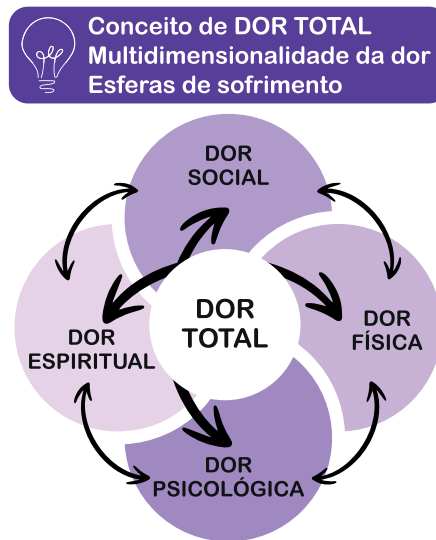 Conceito de DOR TOTAL
Multidimensionalidade da dor
Esferas de sofrimento
DOR
SOCIAL
DOR
ESPIRITUAL
DOR
TOTAL
DOR
FÍSICA
DOR
PSICOLÓGICA